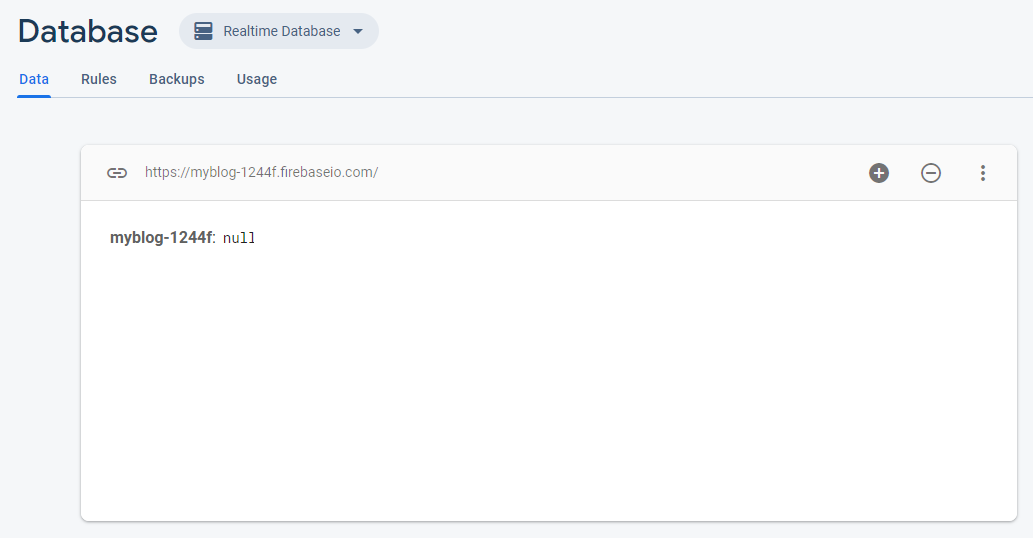 Database Realtime Database
Data Rules Backups Usage
https://myblog-1244f.firebaseio.com/
myblog-1244f: null